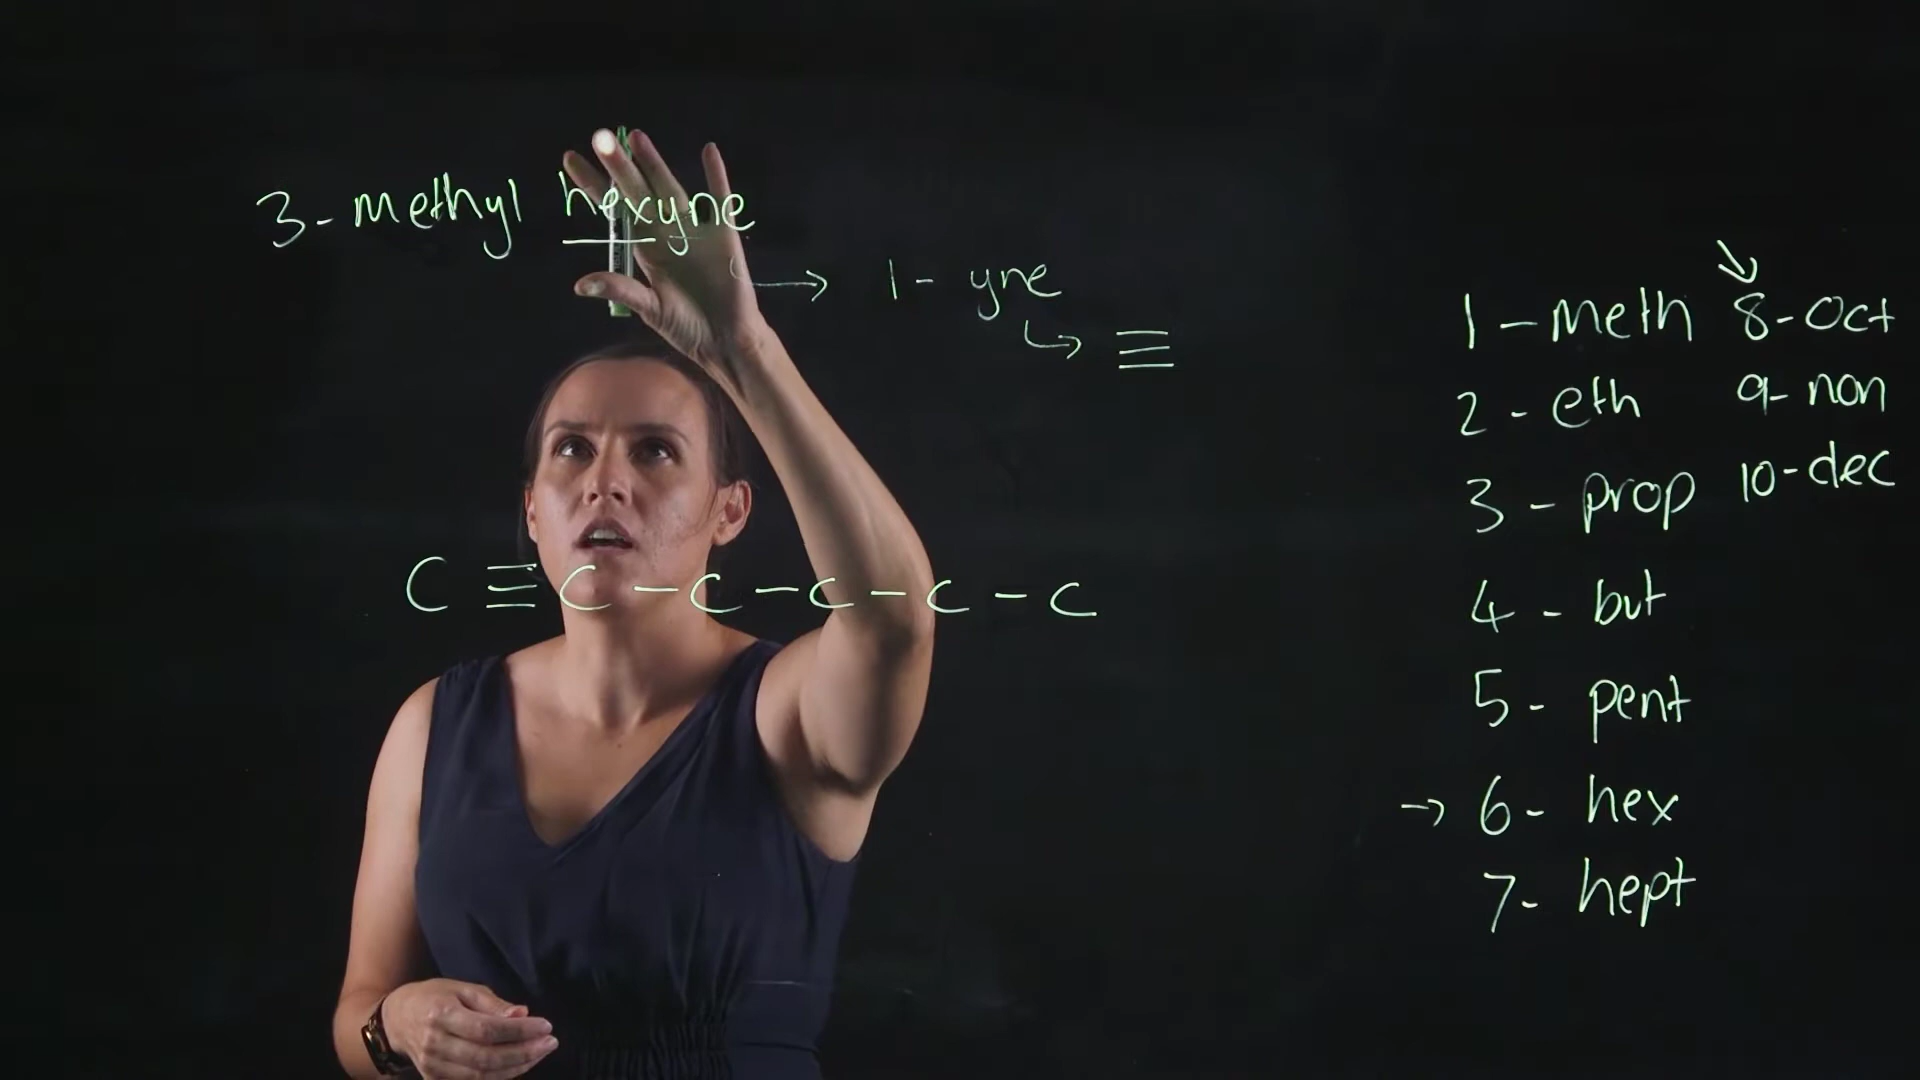 3-methyl hexyne
→ 1-yne
↳ ≡
C ≡ C - C - C - C - C
↘
1 - meth 8 - Oct
2 - eth 9 - non
3 - prop 10 - dec
4 - but
5 - pent
→ 6 - hex
7 - hept